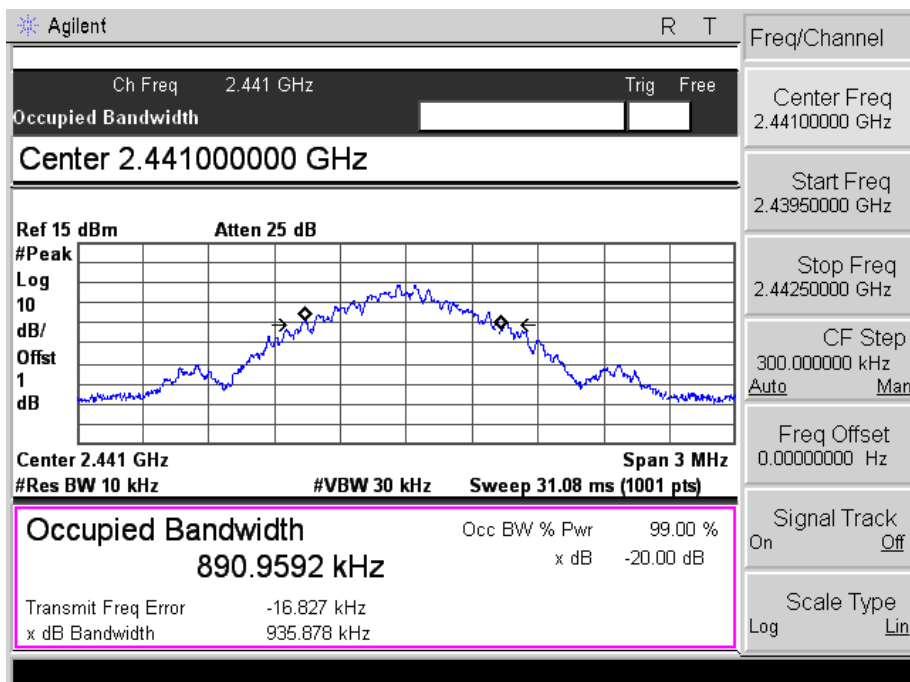 Agilent
R T
Ch Freq 2.441 GHz Trig Free
Occupied Bandwidth
Center 2.441000000 GHz
Ref 15 dBm Atten 25 dB
#Peak
Log
10
dB/
Offst
1
dB
Center 2.441 GHz Span 3 MHz
#Res BW 10 kHz #VBW 30 kHz Sweep 31.08 ms (1001 pts)
Occupied Bandwidth
890.9592 kHz
Occ BW % Pwr 99.00 %
x dB -20.00 dB
Transmit Freq Error -16.827 kHz
x dB Bandwidth 935.878 kHz
Freq/Channel
Center Freq
2.44100000 GHz
Start Freq
2.43950000 GHz
Stop Freq
2.44250000 GHz
CF Step
300.000000 kHz
Auto Man
Freq Offset
0.00000000 Hz
Signal Track
On Off
Scale Type
Log Lin